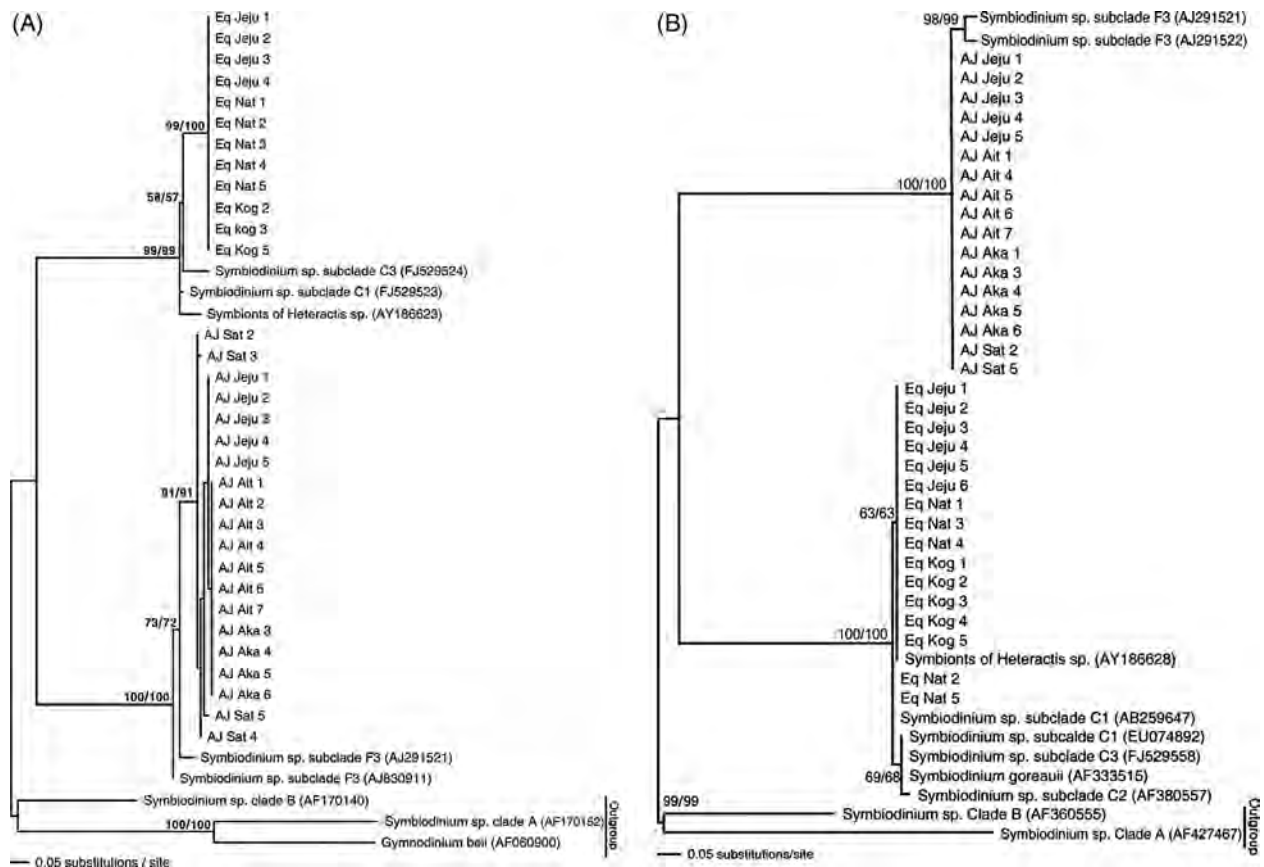 (A)
Eq Jeju 1
Eq Jeju 2
Eq Jeju 3
Eq Jeju 4
Eq Nat 1
Eq Nat 2
99/100
Eq Nat 3
Eq Nat 4
Eq Nat 5
58/57
Eq Kog 2
Eq kog 3
99/99
Eq Kog 5
Symbiodinium sp. subclade C3 (FJ529524)
Symbiodinium sp. subclade C1 (FJ529523)
Symbionts of Heteractis sp. (AY186623)
AJ Sat 2
AJ Sat 3
AJ Jeju 1
AJ Jeju 2
AJ Jeju 3
AJ Jeju 4
AJ Jeju 5
AJ Ait 1
91/91
AJ Ait 2
AJ Ait 3
AJ Ait 4
AJ Ait 5
AJ Ait 6
AJ Ait 7
73/72
AJ Aka 3
AJ Aka 4
AJ Aka 5
AJ Aka 6
100/100
AJ Sat 5
AJ Sat 4
Symbiodinium sp. subclade F3 (AJ291521)
Symbiodinium sp. subclade F3 (AJ830911)
Symbiodinium sp. clade B (AF170140)
Symbiodinium sp. clade A (AF170152)
100/100
Gymnodinium beii (AF060900)
Outgroup
0.05 substitutions / site
(B)
98/99
Symbiodinium sp. subclade F3 (AJ291521)
Symbiodinium sp. subclade F3 (AJ291522)
AJ Jeju 1
AJ Jeju 2
AJ Jeju 3
AJ Jeju 4
AJ Jeju 5
AJ Ait 1
AJ Ait 4
100/100
AJ Ait 5
AJ Ait 6
AJ Ait 7
AJ Aka 1
AJ Aka 3
AJ Aka 4
AJ Aka 5
AJ Aka 6
AJ Sat 2
AJ Sat 5
Eq Jeju 1
Eq Jeju 2
Eq Jeju 3
Eq Jeju 4
Eq Jeju 5
Eq Jeju 6
Eq Nat 1
63/63
Eq Nat 3
Eq Nat 4
Eq Kog 1
Eq Kog 2
Eq Kog 3
Eq Kog 4
100/100
Eq Kog 5
Symbionts of Heteractis sp. (AY186628)
Eq Nat 2
Eq Nat 5
Symbiodinium sp. subclade C1 (AB259647)
Symbiodinium sp. subcalde C1 (EU074892)
Symbiodinium sp. subclade C3 (FJ529558)
69/68
Symbiodinium goreauii (AF333515)
Symbiodinium sp. subclade C2 (AF380557)
99/99
Symbiodinium sp. Clade B (AF360555)
Symbiodinium sp. Clade A (AF427467)
Outgroup
0.05 substitutions/site